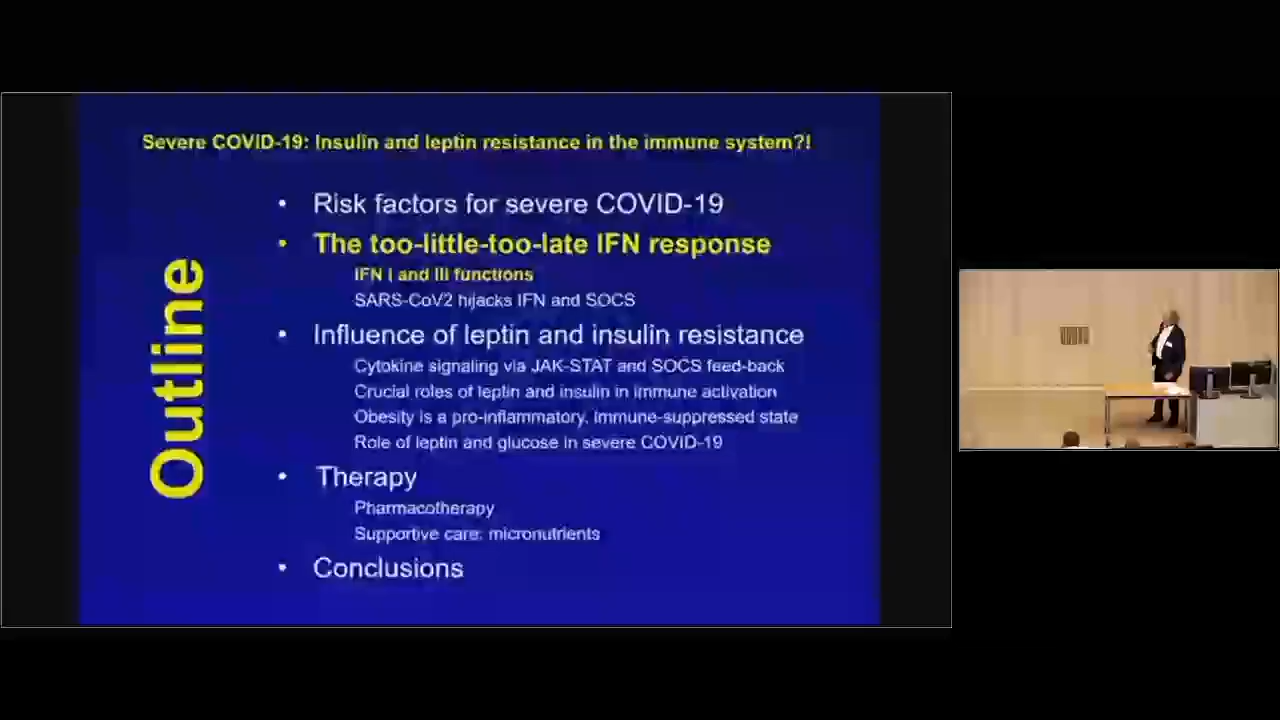 Severe COVID-19: Insulin and leptin resistance in the immune system?!
Outline
• Risk factors for severe COVID-19
• The too-little-too-late IFN response
IFN I and III functions
SARS-CoV2 hijacks IFN and SOCS
• Influence of leptin and insulin resistance
Cytokine signaling via JAK-STAT and SOCS feed-back
Crucial roles of leptin and insulin in immune activation
Obesity is a pro-inflammatory, immune-suppressed state
Role of leptin and glucose in severe COVID-19
• Therapy
Pharmacotherapy
Supportive care: micronutrients
• Conclusions